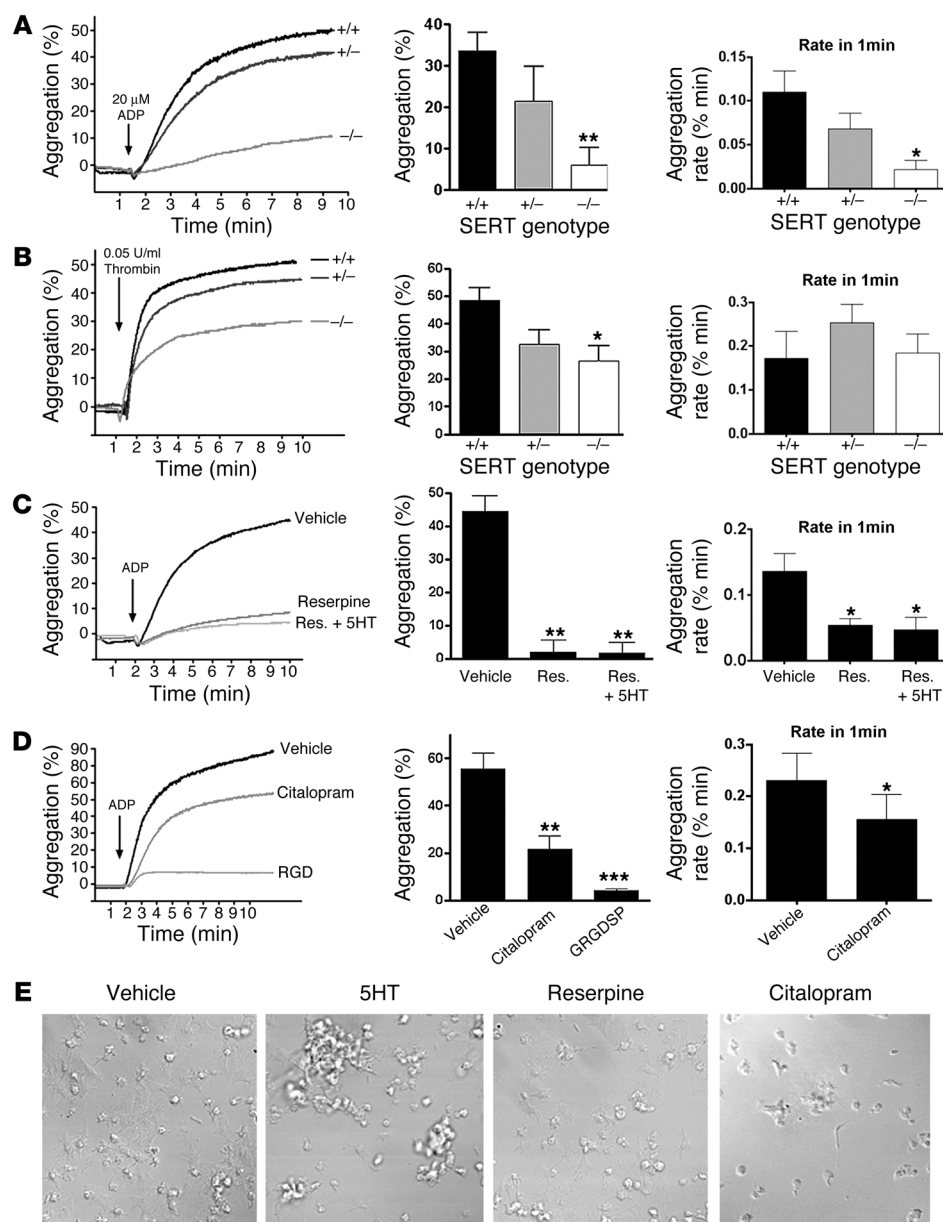 A
Aggregation (%)
50
40
30
20
10
0
20 µM
ADP
+/+
+/−
−/−
1 2 3 4 5 6 7 8 9 10
Time (min)
Aggregation (%)
40
30
20
10
0
**
+/+ +/− −/−
SERT genotype
Rate in 1min
Aggregation
rate (% min)
0.15
0.10
0.05
0.00
*
+/+ +/− −/−
SERT genotype
B
Aggregation (%)
50
40
30
20
10
0
0.05 U/ml
Thrombin
+/+
+/−
−/−
1 2 3 4 5 6 7 8 9 10
Time (min)
Aggregation (%)
60
50
40
30
20
10
0
*
+/+ +/− −/−
SERT genotype
Rate in 1min
Aggregation
rate (% min)
0.3
0.2
0.1
0.0
+/+ +/− −/−
SERT genotype
C
Aggregation (%)
50
40
30
20
10
0
ADP
Vehicle
Reserpine
Res. + 5HT
1 2 3 4 5 6 7 8 9 10
Time (min)
Aggregation (%)
50
40
30
20
10
0
** **
Vehicle Res. Res.
+ 5HT
Rate in 1min
Aggregation
rate (% min)
0.2
0.1
0.0
* *
Vehicle Res. Res.
+ 5HT
D
Aggregation (%)
90
80
60
50
40
30
20
10
0
ADP
Vehicle
Citalopram
RGD
1 2 3 4 5 6 7 8 9 10
Time (min)
Aggregation (%)
60
40
20
0
**
***
Vehicle
Citalopram
GRGDSP
Rate in 1min
Aggregation
rate (% min)
0.3
0.2
0.1
0.0
*
Vehicle
Citalopram
E
Vehicle 5HT Reserpine Citalopram